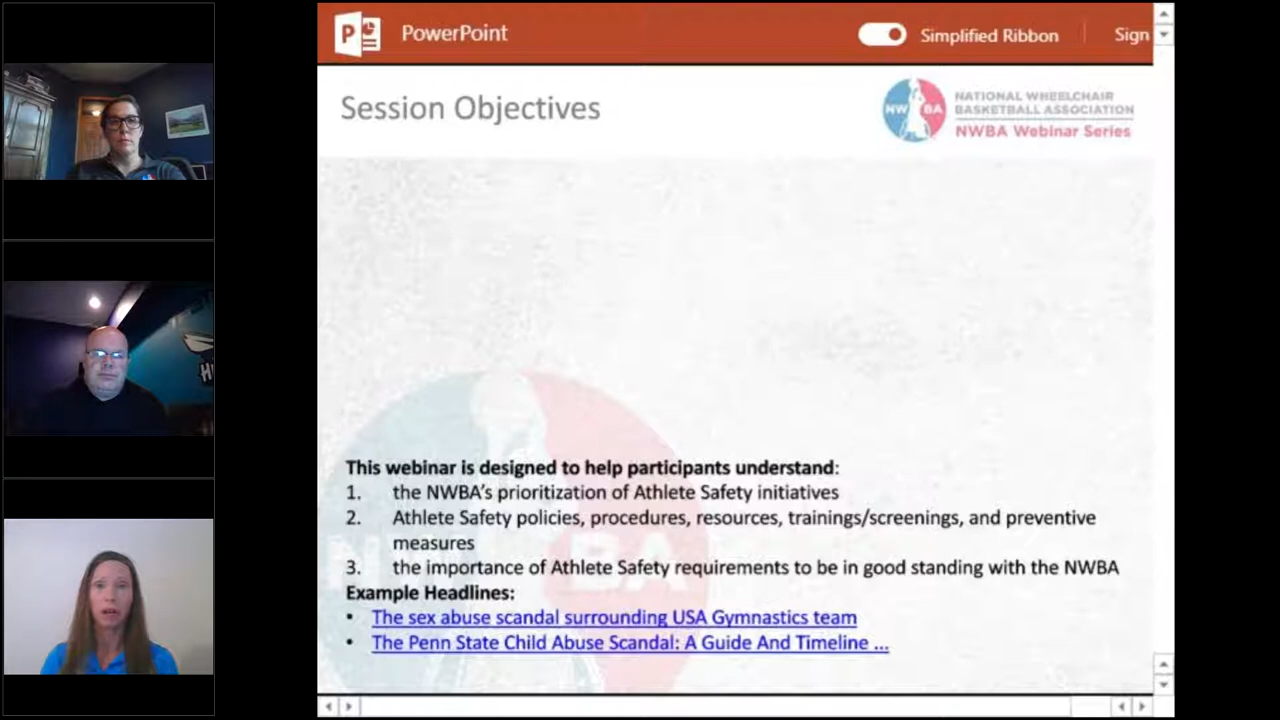 PowerPoint
Simplified Ribbon
Sign
Session Objectives
NWBA
NATIONAL WHEELCHAIR
BASKETBALL ASSOCIATION
NWBA Webinar Series
This webinar is designed to help participants understand:
1. the NWBA's prioritization of Athlete Safety initiatives
2. Athlete Safety policies, procedures, resources, trainings/screenings, and preventive
measures
3. the importance of Athlete Safety requirements to be in good standing with the NWBA
Example Headlines:
• The sex abuse scandal surrounding USA Gymnastics team
• The Penn State Child Abuse Scandal: A Guide And Timeline ...
BA